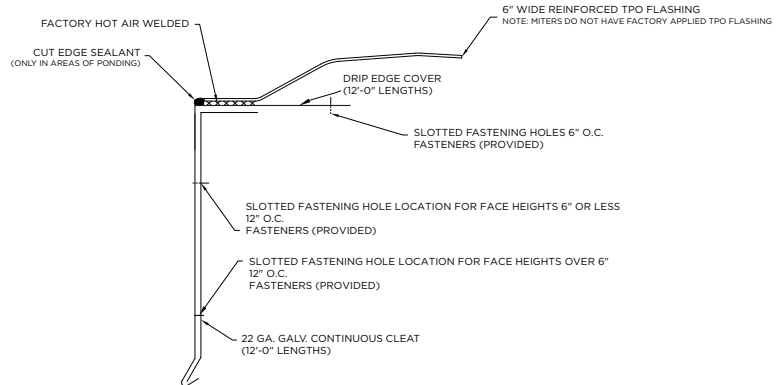 6" WIDE REINFORCED TPO FLASHING
NOTE: MITERS DO NOT HAVE FACTORY APPLIED TPO FLASHING
FACTORY HOT AIR WELDED
CUT EDGE SEALANT
(ONLY IN AREAS OF PONDING)
DRIP EDGE COVER
(12'-0" LENGTHS)
SLOTTED FASTENING HOLES 6" O.C.
FASTENERS (PROVIDED)
SLOTTED FASTENING HOLE LOCATION FOR FACE HEIGHTS 6" OR LESS
12" O.C.
FASTENERS (PROVIDED)
SLOTTED FASTENING HOLE LOCATION FOR FACE HEIGHTS OVER 6"
12" O.C.
FASTENERS (PROVIDED)
22 GA. GALV. CONTINUOUS CLEAT
(12'-0" LENGTHS)